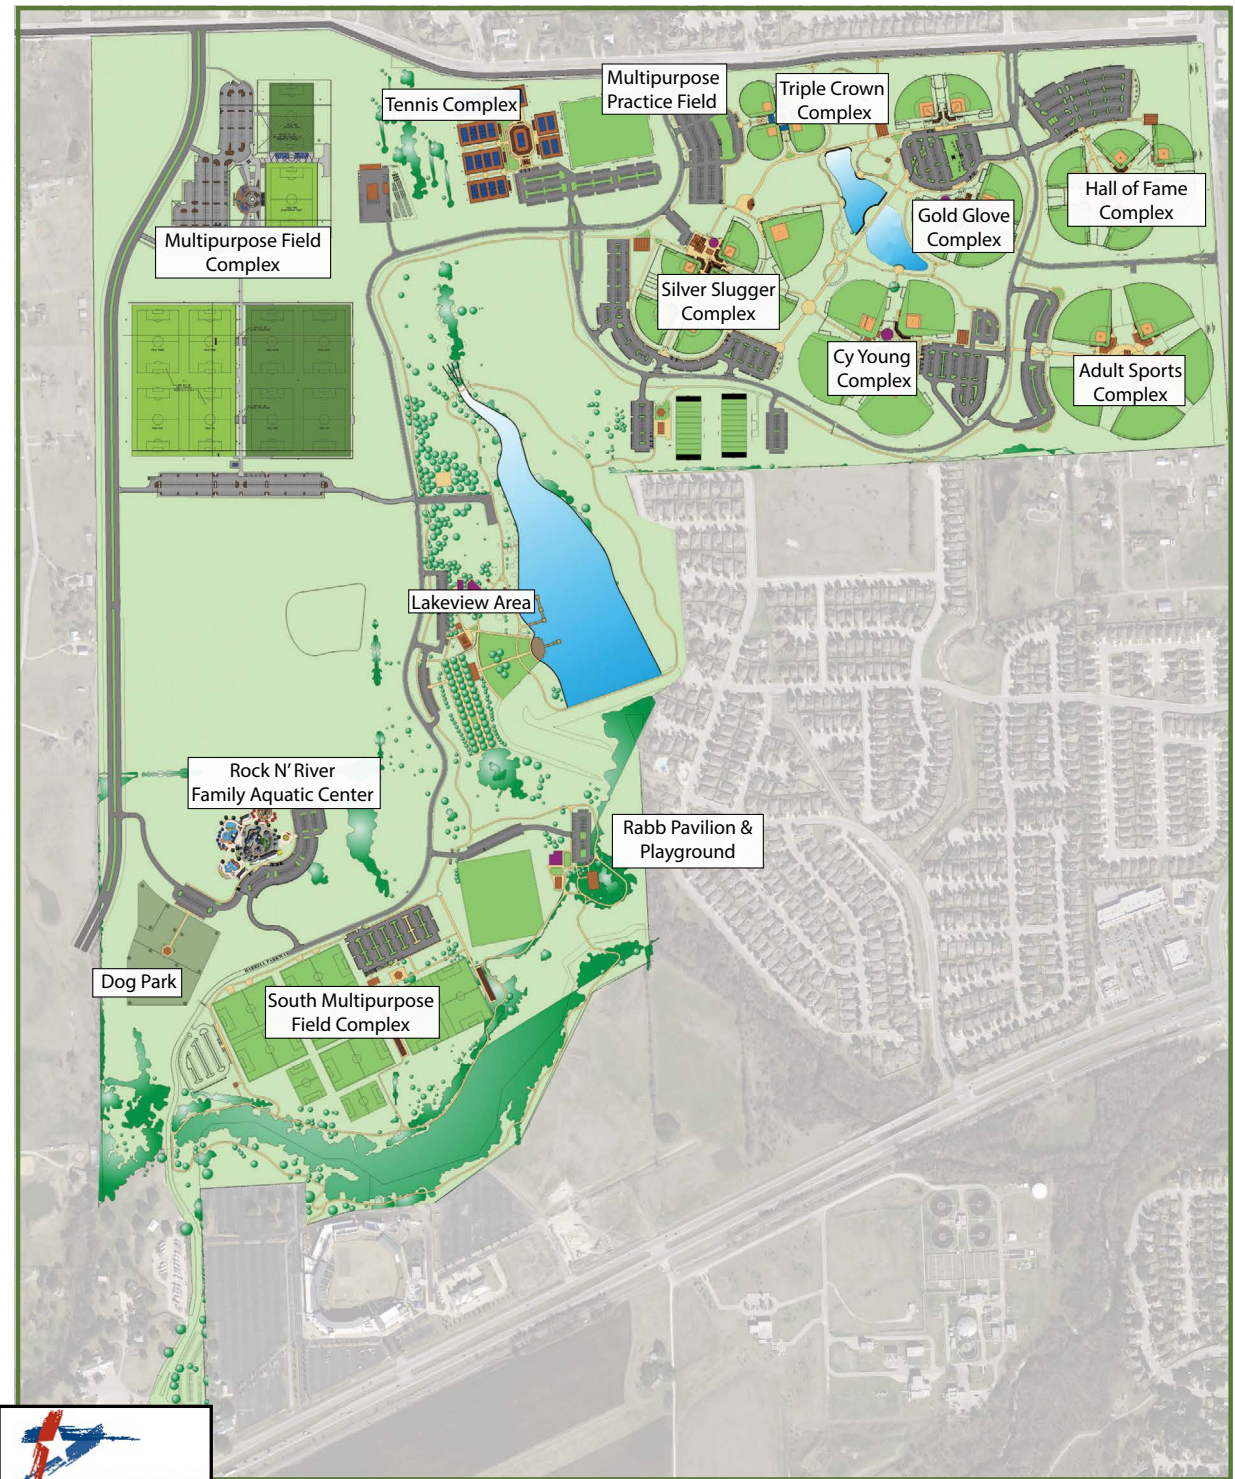 Multipurpose
Practice Field
Triple Crown
Complex
Tennis Complex
Hall of Fame
Complex
Gold Glove
Complex
Multipurpose Field
Complex
Silver Slugger
Complex
Cy Young
Complex
Adult Sports
Complex
Lakeview Area
Rock N' River
Family Aquatic Center
Rabb Pavilion &
Playground
HARRELL PARKWAY
Dog Park
South Multipurpose
Field Complex